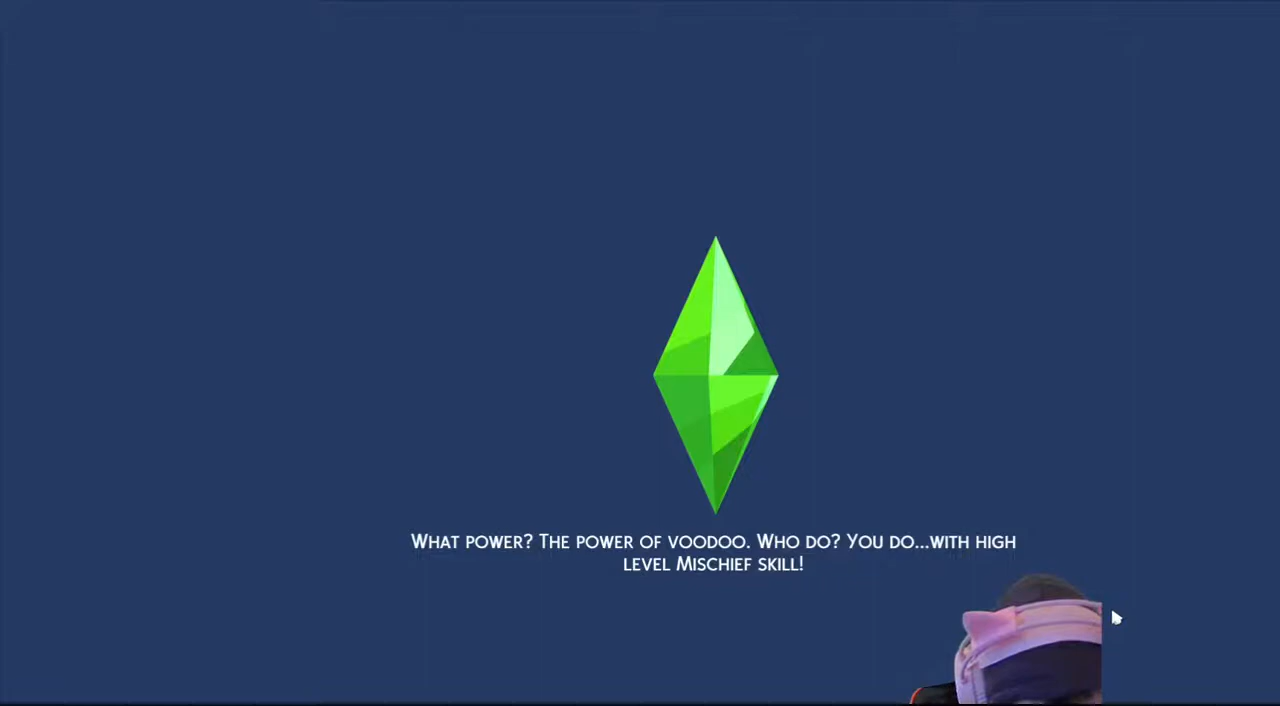 What power? The power of voodoo. Who do? You do...with high
level Mischief skill!